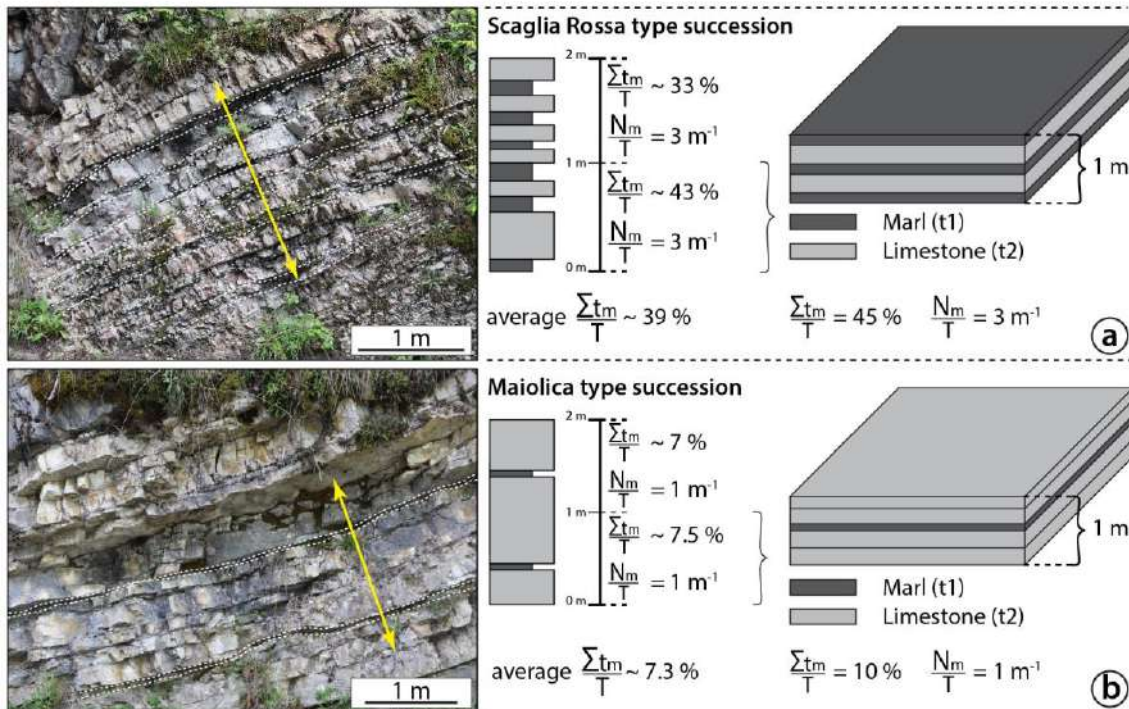 Scaglia Rossa type succession
2 m
Σtm/T ~ 33 %
Nm/T = 3 m⁻¹
1 m
Σtm/T ~ 43 %
Nm/T = 3 m⁻¹
0 m
1 m
Marl (t1)
Limestone (t2)
1 m
average Σtm/T ~ 39 %
Σtm/T = 45 % Nm/T = 3 m⁻¹
a
Maiolica type succession
2 m
Σtm/T ~ 7 %
Nm/T = 1 m⁻¹
1 m
Σtm/T ~ 7.5 %
Nm/T = 1 m⁻¹
0 m
1 m
Marl (t1)
Limestone (t2)
1 m
average Σtm/T ~ 7.3 %
Σtm/T = 10 % Nm/T = 1 m⁻¹
b